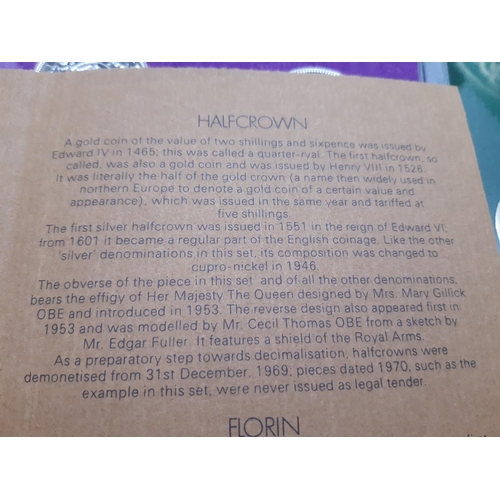 HALFCROWN
A gold coin of the value of two shillings and sixpence was issued by
Edward IV in 1465; this was called a quarter-ryal. The first halfcrown, so
called, was also a gold coin and was issued by Henry VIII in 1526.
It was literally the half of the gold crown (a name then widely used in
northern Europe to denote a gold coin of a certain value and
appearance), which was issued in the same year and tariffed at
five shillings.
The first silver halfcrown was issued in 1551 in the reign of Edward VI;
from 1601 it became a regular part of the English coinage. Like the other
'silver' denominations in this set, its composition was changed to
cupro-nickel in 1946.
The obverse of the piece in this set and of all the other denominations,
bears the effigy of Her Majesty The Queen designed by Mrs. Mary Gillick
OBE and introduced in 1953. The reverse design also appeared first in
1953 and was modelled by Mr. Cecil Thomas OBE from a sketch by
Mr. Edgar Fuller. It features a shield of the Royal Arms.
As a preparatory step towards decimalisation, halfcrowns were
demonetised from 31st December, 1969; pieces dated 1970, such as the
example in this set, were never issued as legal tender.
FLORIN